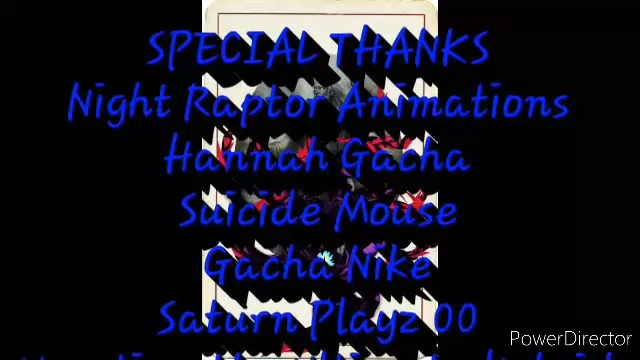 SPECIAL THANKS
Night Raptor Animations
Hannah Gacha
Suicide Mouse
Gacha Nike
Saturn Playz 00
PowerDirector